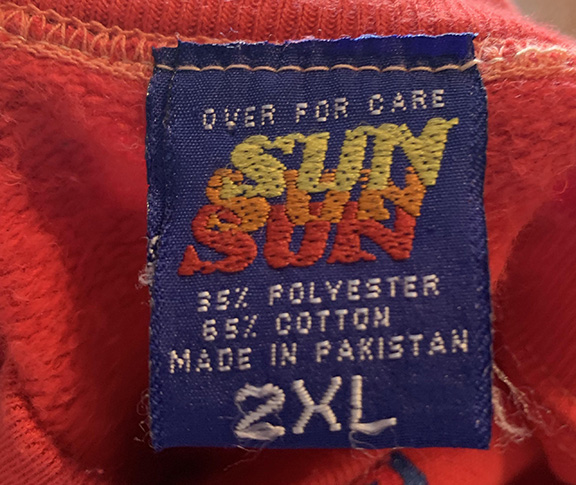 OVER FOR CARE
SUN
SUN
SUN
35% POLYESTER
65% COTTON
MADE IN PAKISTAN
2XL